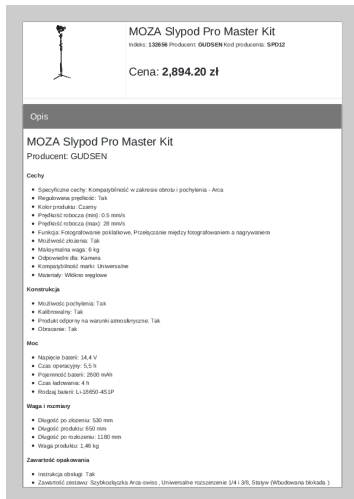 MOZA Slypod Pro Master Kit
Indeks: 132656 Producent: GUDSEN Kod producenta: SPD12
Cena: 2,894.20 zł
Opis
MOZA Slypod Pro Master Kit
Producent: GUDSEN
Cechy
Specyficzne cechy: Kompatybilność w zakresie obrotu i pochylenia - Arca
Regulowana prędkość: Tak
Kolor produktu: Czarny
Prędkość robocza (min): 0.5 mm/s
Prędkość robocza (max): 28 mm/s
Funkcja: Fotografowanie poklatkowe, Przełączanie między fotografowaniem a nagrywaniem
Możliwość złożenia: Tak
Maksymalna waga: 6 kg
Odpowiedni dla: Kamera
Kompatybilność marki: Uniwersalne
Materiały: Włókno węglowe
Konstrukcja
Możliwośc pochylenia: Tak
Kalibrowalny: Tak
Produkt odporny na warunki atmosferyczne: Tak
Obracanie: Tak
Moc
Napięcie baterii: 14,4 V
Czas operacyjny: 5,5 h
Pojemność baterii: 2600 mAh
Czas ładowania: 4 h
Rodzaj baterii: Li-18650-4S1P
Waga i rozmiary
Długość po złożeniu: 530 mm
Długość produktu: 650 mm
Długość po rozłożeniu: 1180 mm
Waga produktu: 1,46 kg
Zawartość opakowania
Instrukcja obsługi: Tak
Zawartość zestawu: Szybkozłączka Arca-swiss , Uniwersalne rozszerzenie 1/4 i 3/8, Statyw (Wbudowana blokada )